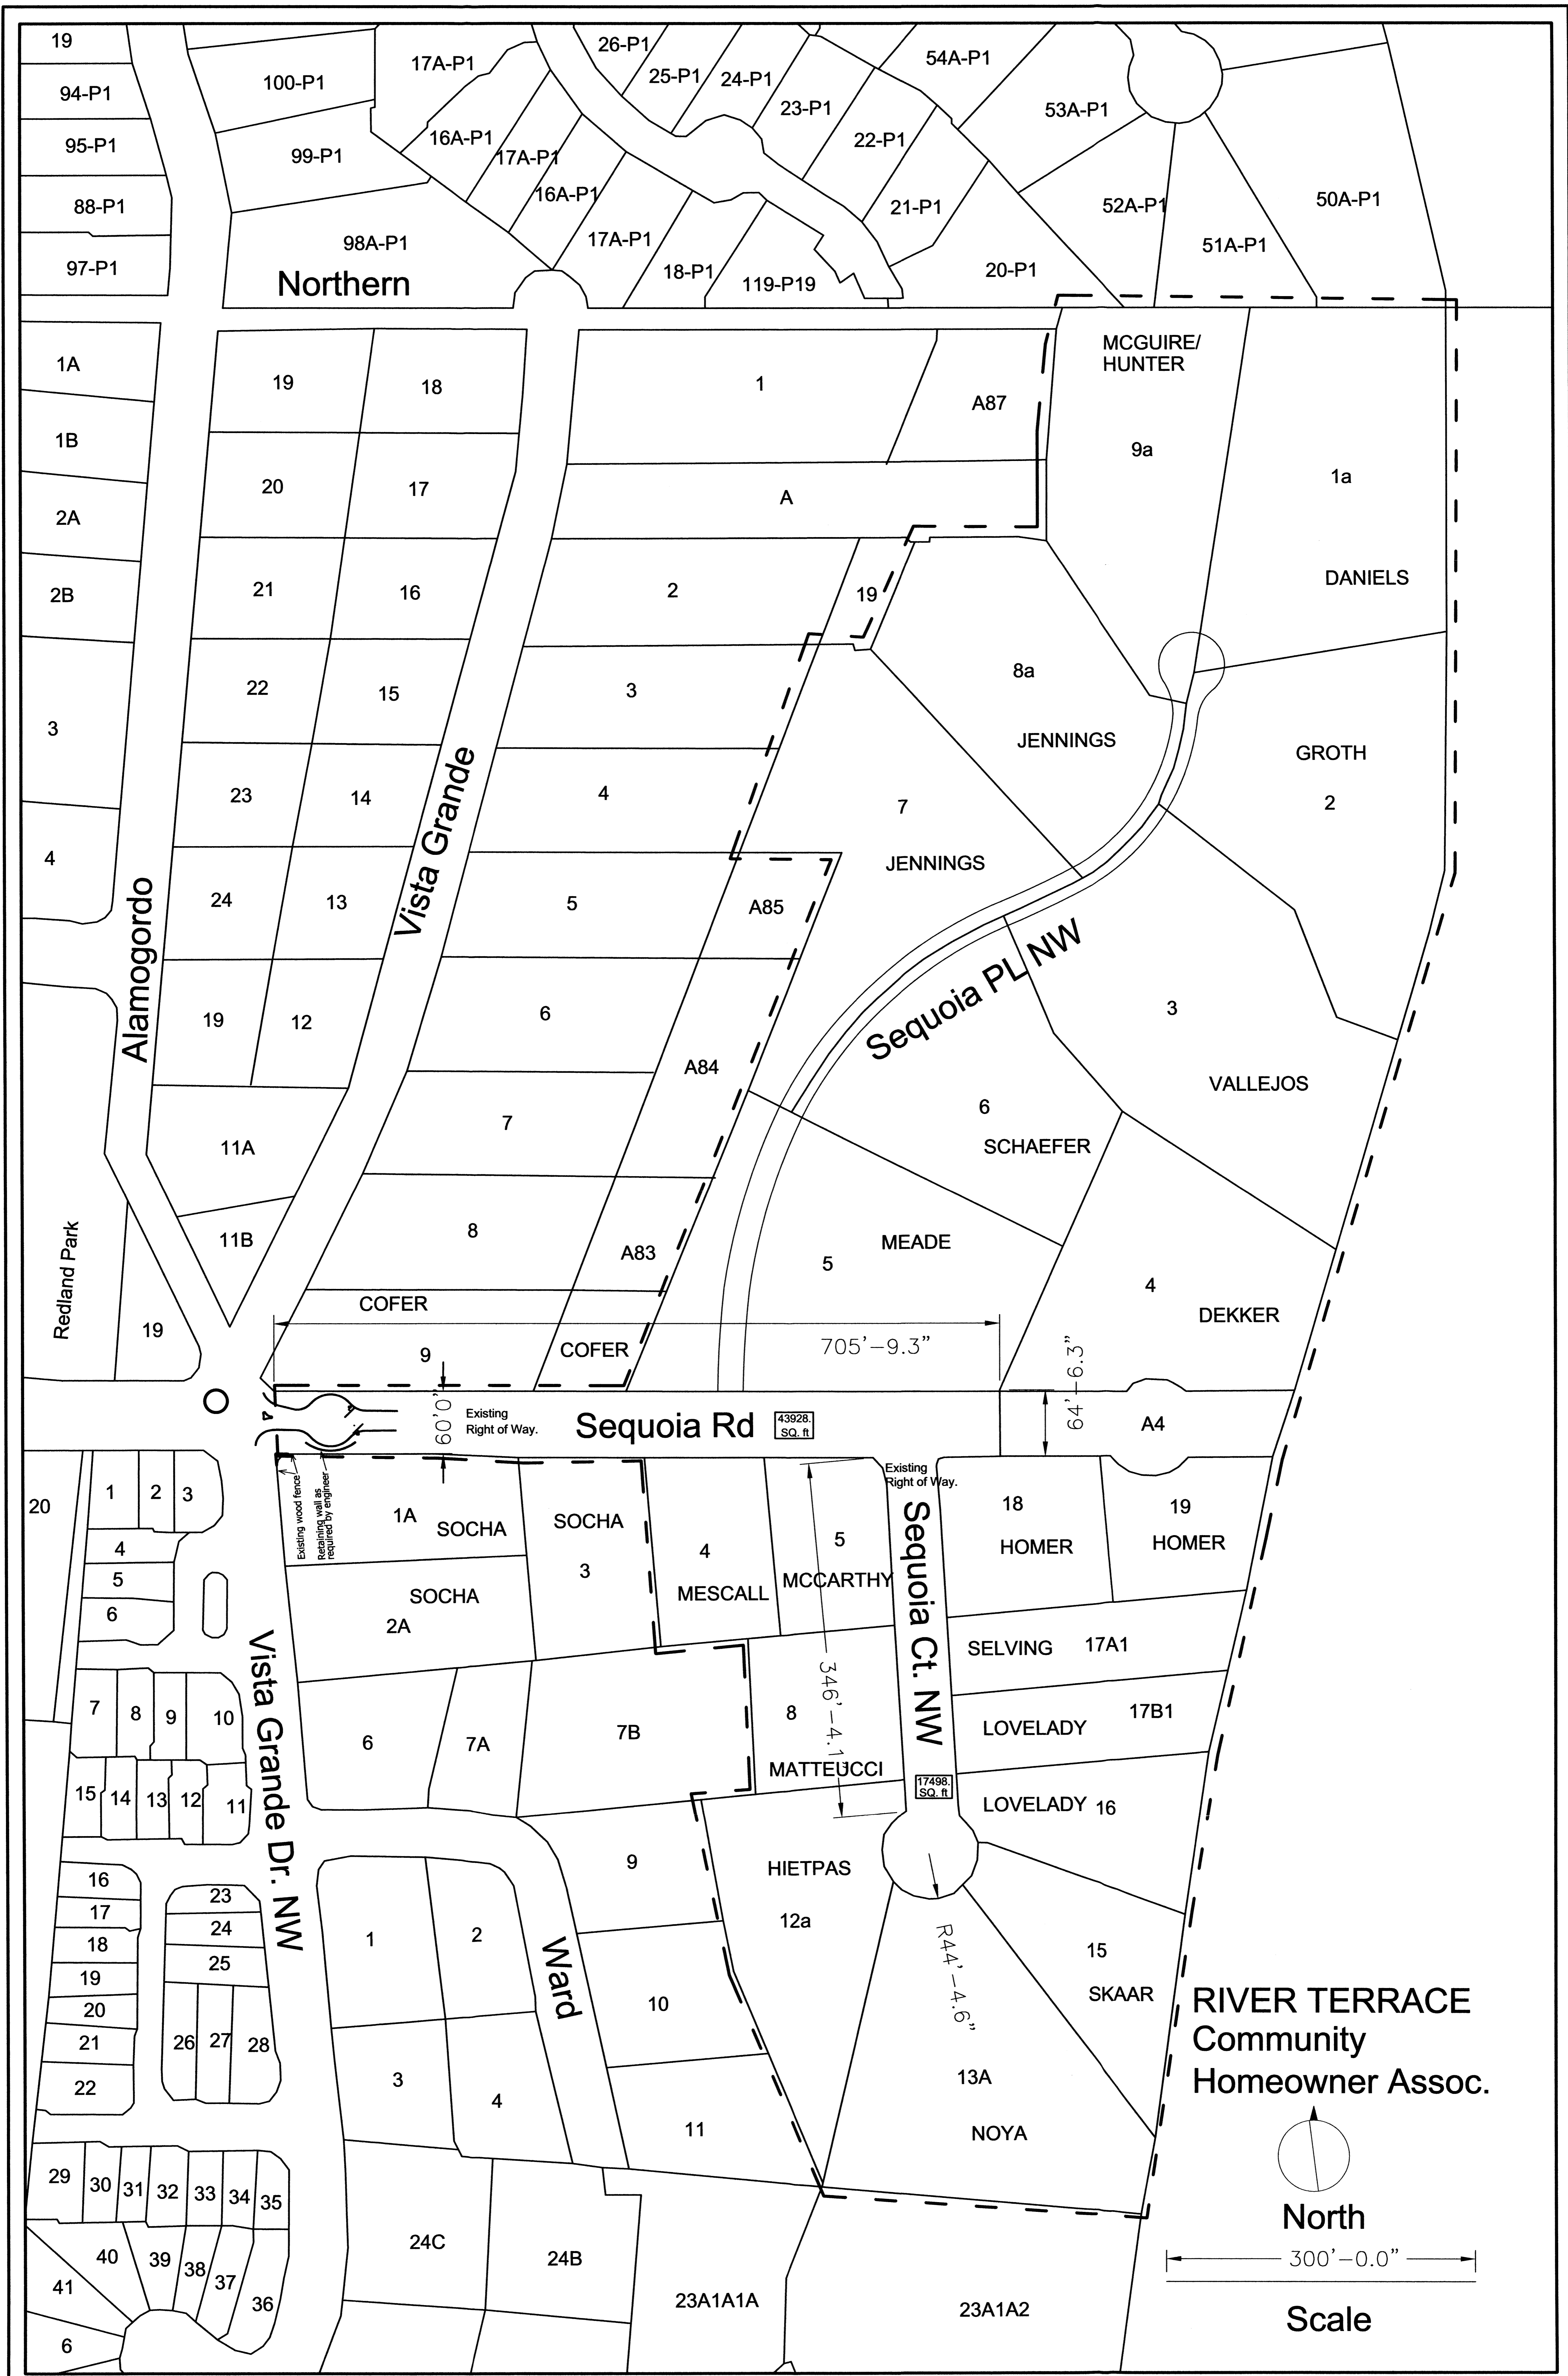 19
94-P1
95-P1
88-P1
97-P1
100-P1
99-P1
98A-P1
17A-P1
16A-P1
17A-P1
16A-P1
17A-P1
18-P1
119-P19
26-P1
25-P1
24-P1
23-P1
22-P1
21-P1
20-P1
54A-P1
53A-P1
52A-P1
51A-P1
50A-P1
Northern
1A
1B
2A
2B
3
4
19
18
20
17
21
16
22
15
23
14
24
13
19
12
11A
11B
Alamogordo
Vista Grande
1
A87
A
2
19
3
4
5
A85
6
A84
7
8
A83
COFER
9
COFER
MCGUIRE/
HUNTER
9a
1a
DANIELS
8a
JENNINGS
GROTH
2
7
JENNINGS
Sequoia PL NW
3
VALLEJOS
6
SCHAEFER
MEADE
5
4
DEKKER
Redland Park
19
705'-9.3"
64'-6.3"
60'0"
Existing
Right of Way.
Sequoia Rd
43928.
SQ. ft
A4
Existing
Right of Way.
Existing wood fence
Retaining wall as
required by engineer
20
1
2
3
4
5
6
7
8
9
10
15
14
13
12
11
16
17
18
19
20
21
22
23
24
25
26
27
28
29
30
31
32
33
34
35
36
37
38
39
40
41
6
Vista Grande Dr. NW
1A
SOCHA
SOCHA
3
SOCHA
2A
4
MESCALL
5
MCCARTHY
346'-4.1
Sequoia Ct. NW
17498.
SQ. ft
18
HOMER
19
HOMER
SELVING 17A1
17B1
LOVELADY
LOVELADY 16
6
7A
7B
8
MATTEUCCI
9
HIETPAS
12a
R44'-4.6"
15
SKAAR
1
2
Ward
10
3
4
11
13A
NOYA
24C
24B
23A1A1A
23A1A2
RIVER TERRACE
Community
Homeowner Assoc.
North
300'-0.0"
Scale